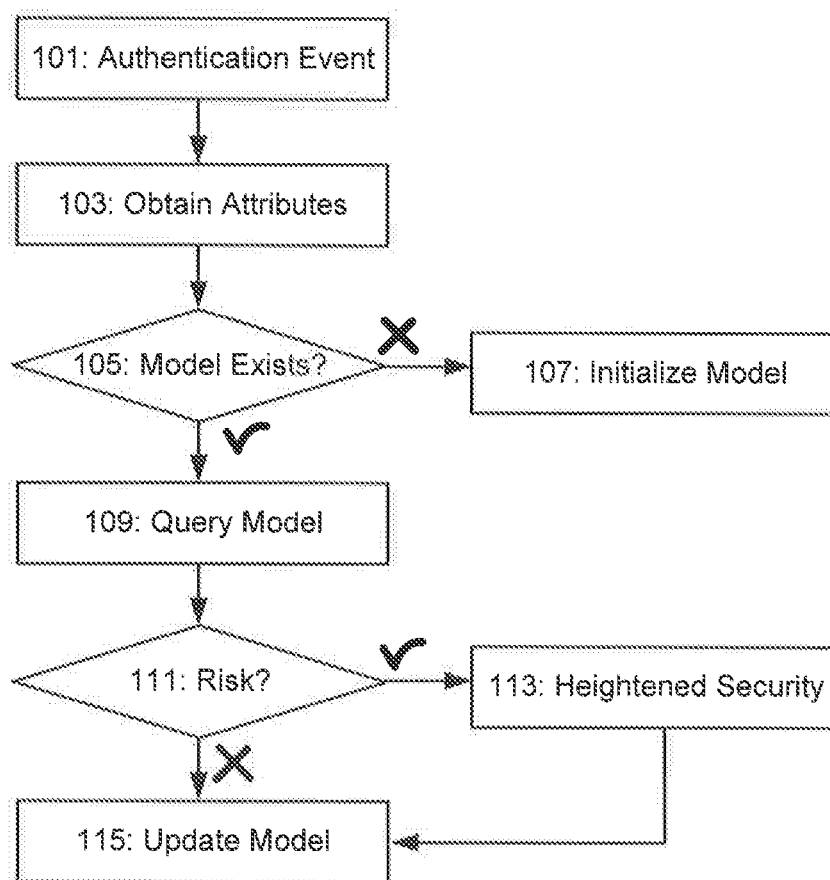 101: Authentication Event
103: Obtain Attributes
105: Model Exists?
107: Initialize Model
109: Query Model
111: Risk?
113: Heightened Security
115: Update Model